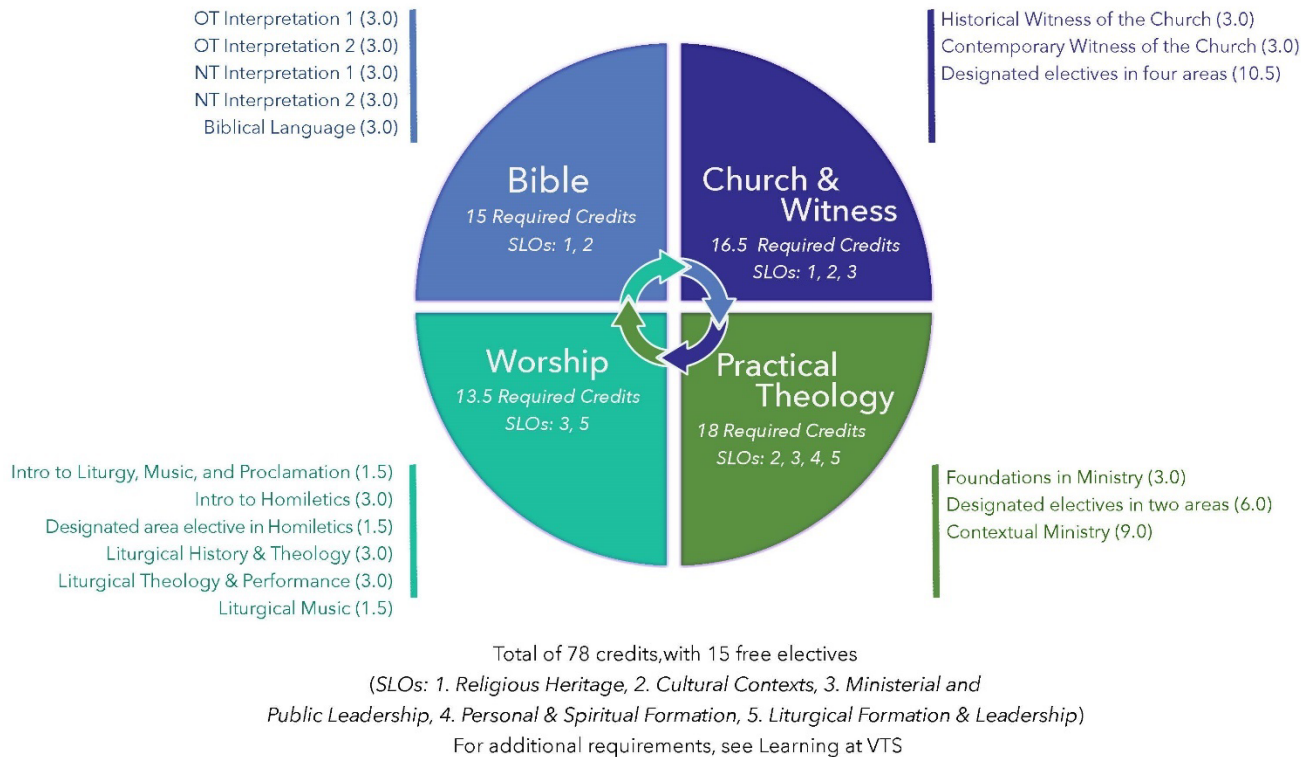 OT Interpretation 1 (3.0)
OT Interpretation 2 (3.0)
NT Interpretation 1 (3.0)
NT Interpretation 2 (3.0)
Biblical Language (3.0)
Historical Witness of the Church (3.0)
Contemporary Witness of the Church (3.0)
Designated electives in four areas (10.5)
Bible
15 Required Credits
SLOs: 1, 2
Church &
Witness
16.5 Required Credits
SLOs: 1, 2, 3
Worship
13.5 Required Credits
SLOs: 3, 5
Practical
Theology
18 Required Credits
SLOs: 2, 3, 4, 5
Intro to Liturgy, Music, and Proclamation (1.5)
Intro to Homiletics (3.0)
Designated area elective in Homiletics (1.5)
Liturgical History & Theology (3.0)
Liturgical Theology & Performance (3.0)
Liturgical Music (1.5)
Foundations in Ministry (3.0)
Designated electives in two areas (6.0)
Contextual Ministry (9.0)
Total of 78 credits,with 15 free electives
(SLOs: 1. Religious Heritage, 2. Cultural Contexts, 3. Ministerial and
Public Leadership, 4. Personal & Spiritual Formation, 5. Liturgical Formation & Leadership)
For additional requirements, see Learning at VTS